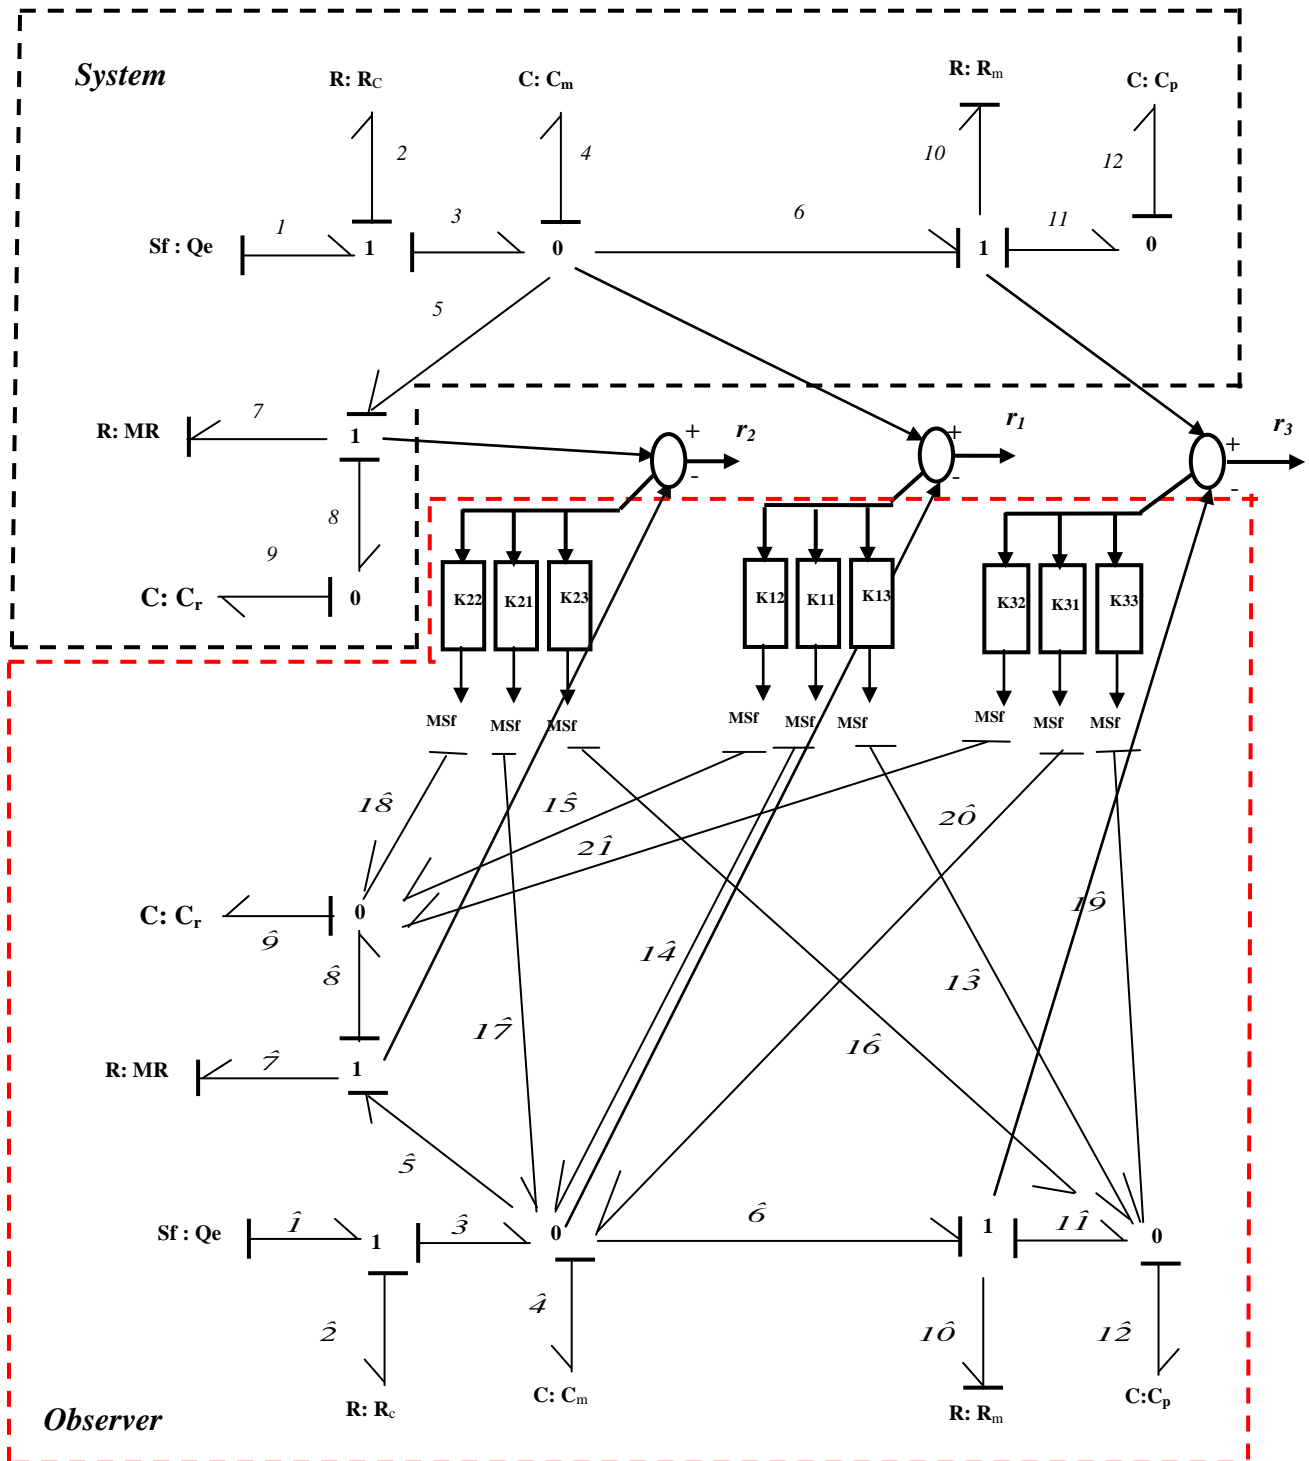 System
R: RC
C: Cm
R: Rm
C: Cp
2
4
10
12
Sf : Qe
1
1
3
0
6
1
11
0
5
R: MR
7
1
+
-
r2
+
-
r1
+
-
r3
8
9
C: Cr
0
K22
K21
K23
K12
K11
K13
K32
K31
K33
MSf
MSf
MSf
MSf
MSf
MSf
MSf
MSf
MSf
18̂
15̂
21̂
20̂
19̂
C: Cr
9̂
0
8̂
14̂
13̂
17̂
16̂
R: MR
7̂
1
5̂
Sf : Qe
1̂
1
3̂
0
6̂
1
11̂
0
2̂
4̂
10̂
12̂
R: Rc
C: Cm
R: Rm
C:Cp
Observer